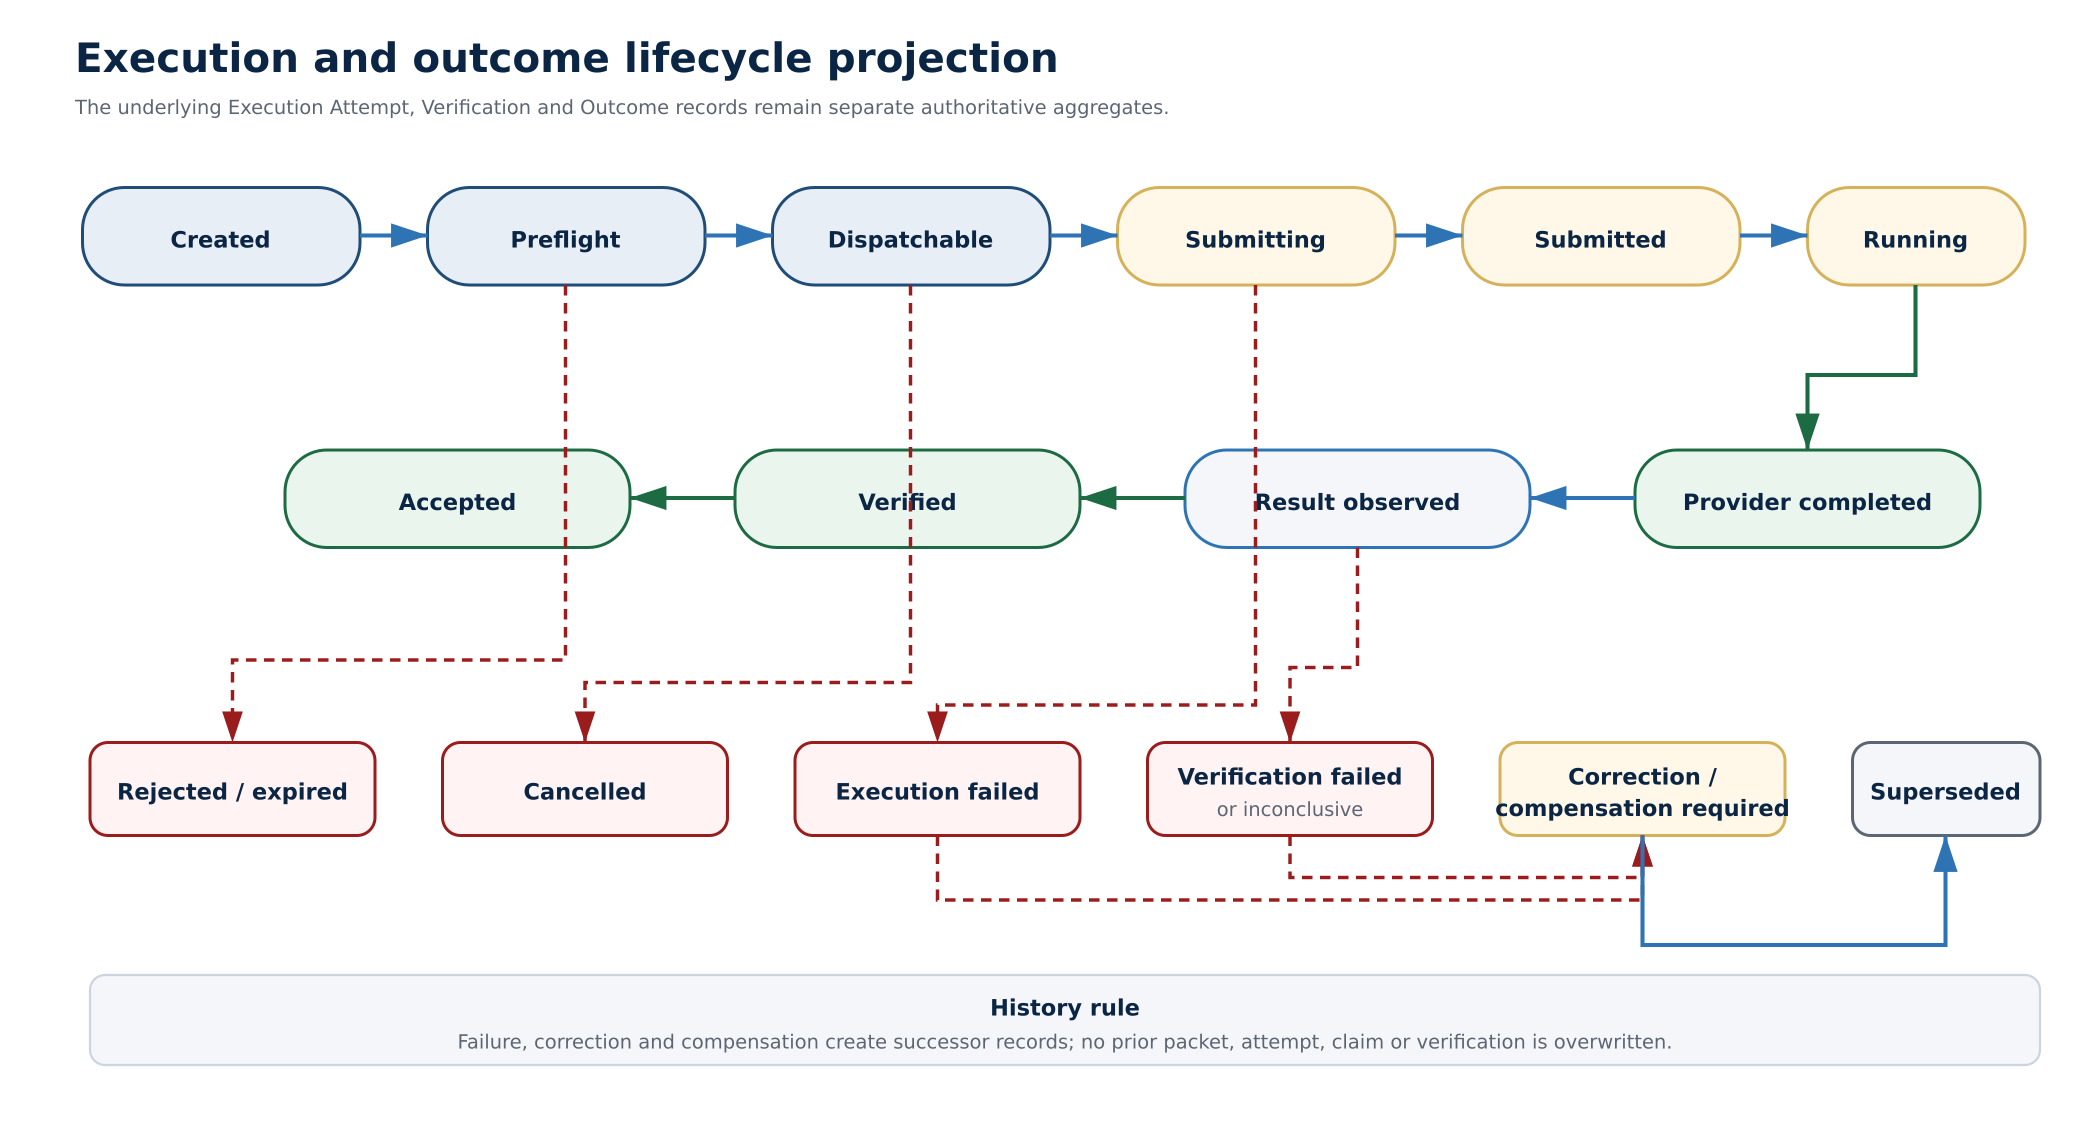 Execution and outcome lifecycle projection
The underlying Execution Attempt, Verification and Outcome records remain separate authoritative aggregates.
Created
Preflight
Dispatchable
Submitting
Submitted
Running
Accepted
Verified
Result observed
Provider completed
Rejected / expired
Cancelled
Execution failed
Verification failed
or inconclusive
Correction /
compensation required
Superseded
History rule
Failure, correction and compensation create successor records; no prior packet, attempt, claim or verification is overwritten.